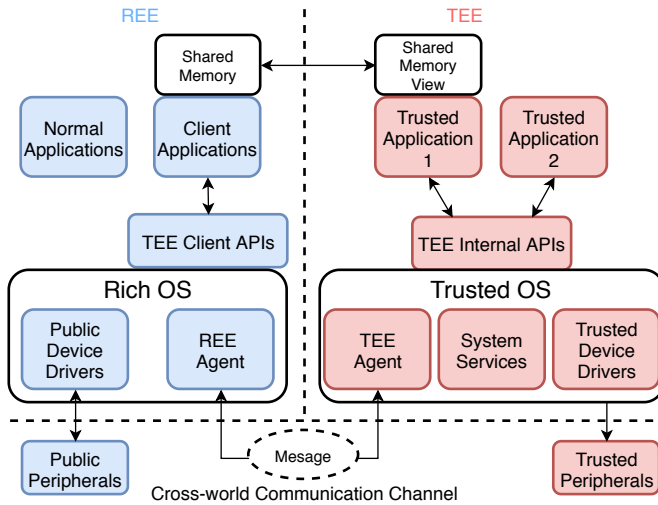 REE
TEE
Shared
Memory
Shared
Memory
View
Normal
Applications
Client
Applications
Trusted
Application
1
Trusted
Application
2
TEE Client APIs
TEE Internal APIs
Rich OS
Trusted OS
Public
Device
Drivers
REE
Agent
TEE
Agent
System
Services
Trusted
Device
Drivers
Public
Peripherals
Mesage
Trusted
Peripherals
Cross-world Communication Channel